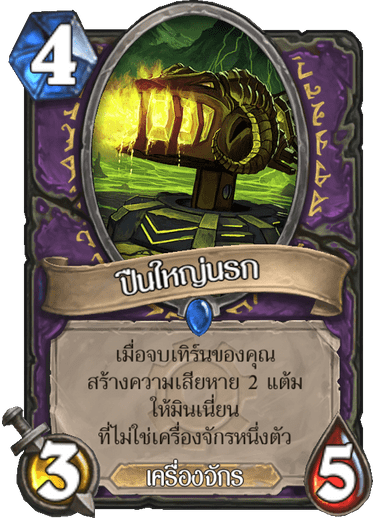 4
ปืนใหญ่นรก
เมื่อจบเทิร์นของคุณ
สร้างความเสียหาย 2 แต้ม
ให้มินเนี่ยน
ที่ไม่ใช่เครื่องจักรหนึ่งตัว
3
เครื่องจักร
5